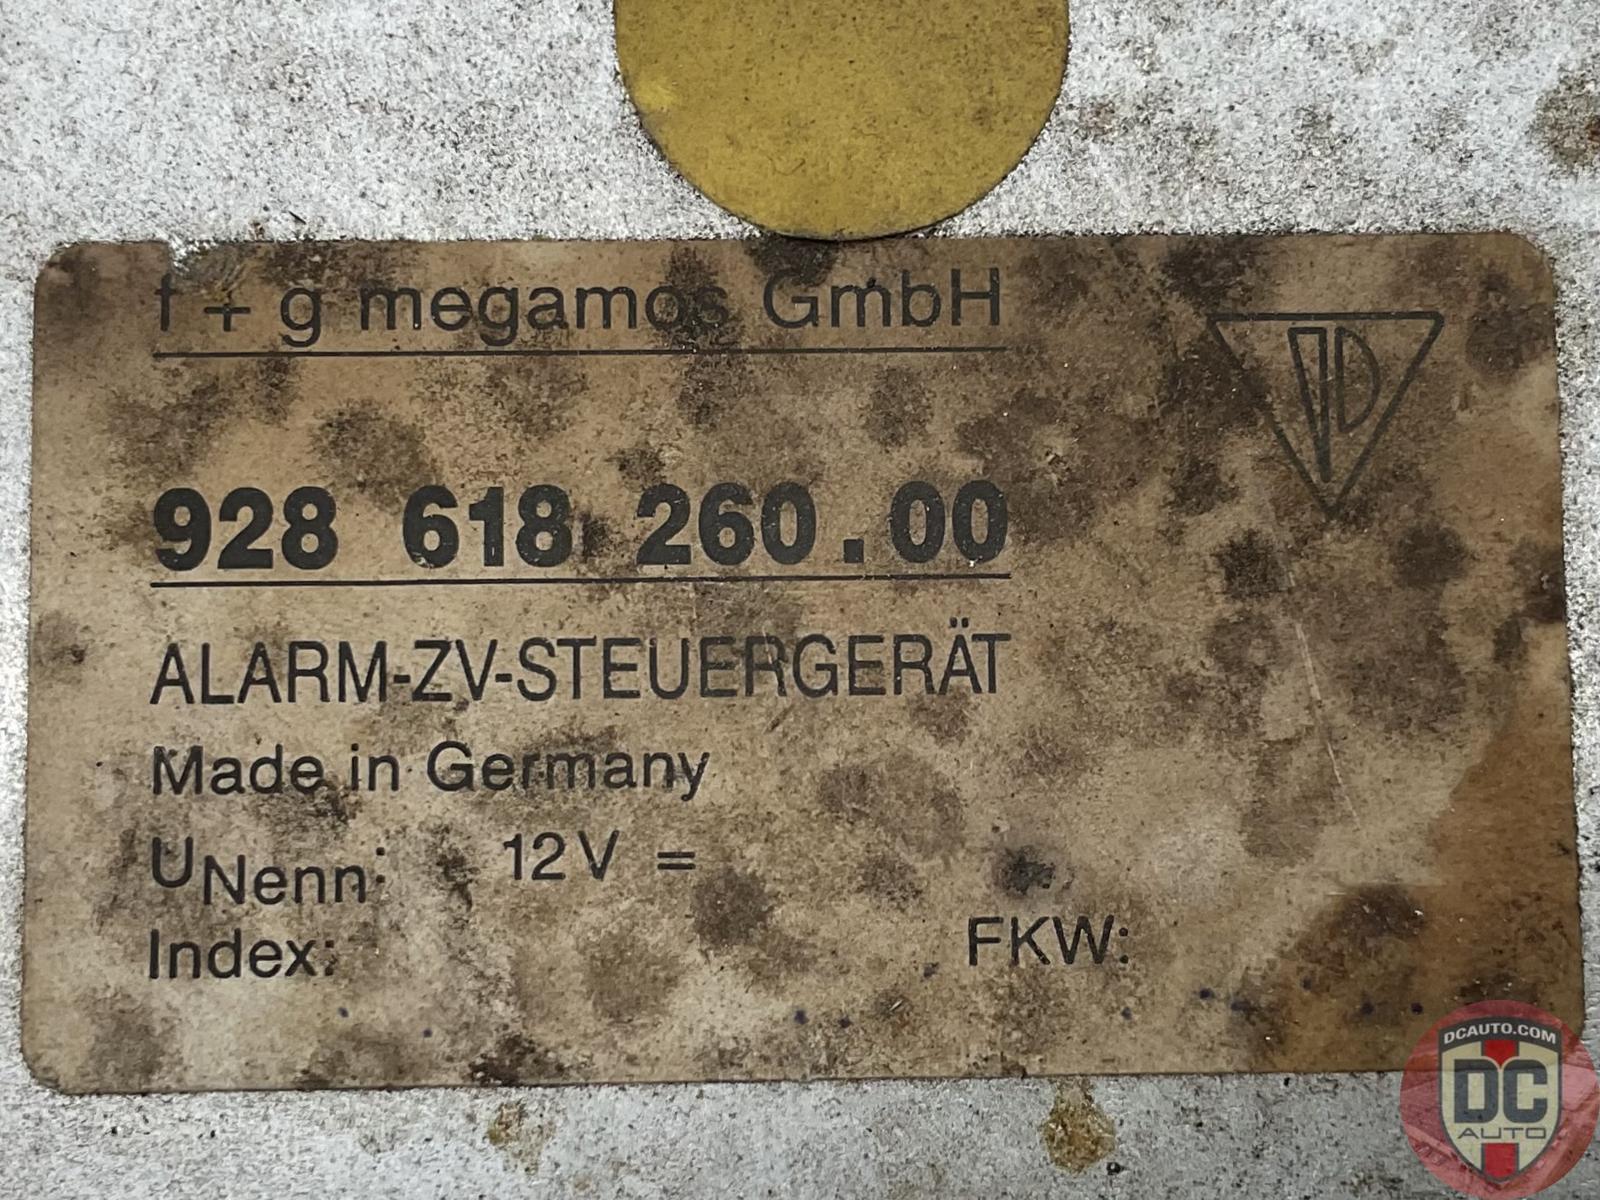 f + g megamos GmbH
928 618 260.00
ALARM-ZV-STEUERGERÄT
Made in Germany
UNenn: 12V =
Index:
FKW:
DCAUTO.COM
DC
AUTO